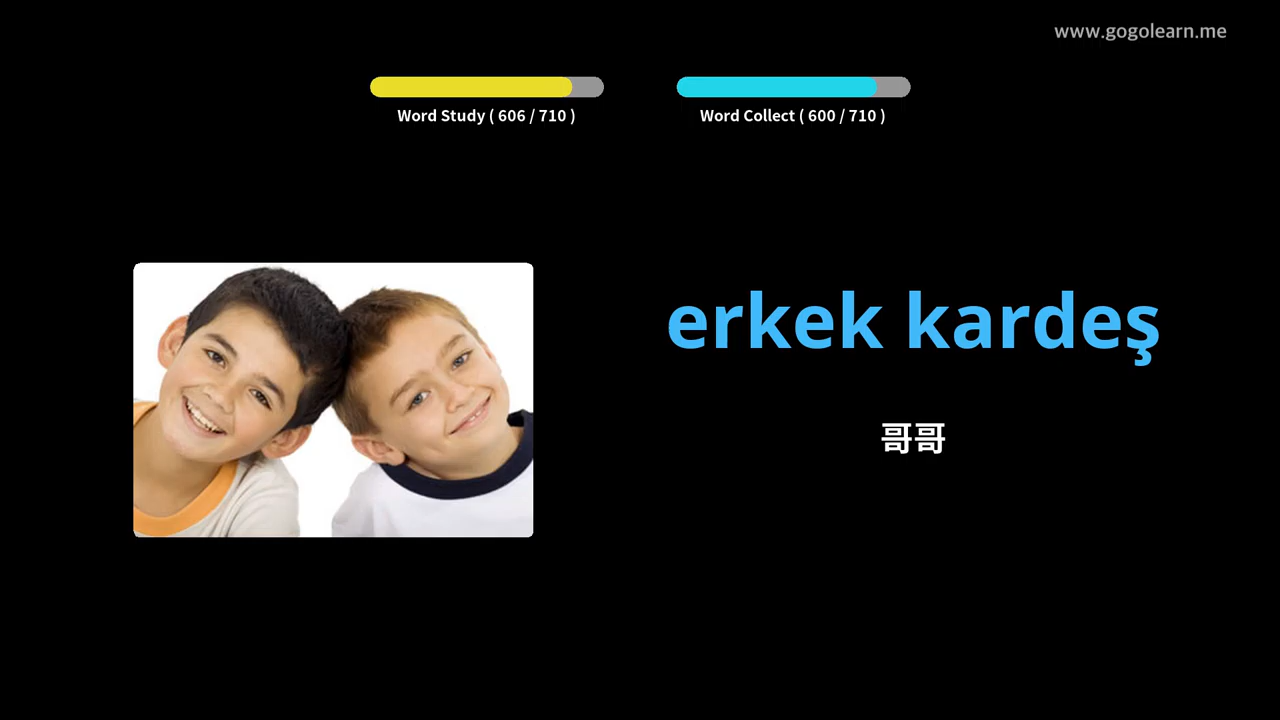 www.gogolearn.me
Word Study ( 606 / 710 )
Word Collect ( 600 / 710 )
erkek kardeş
哥哥